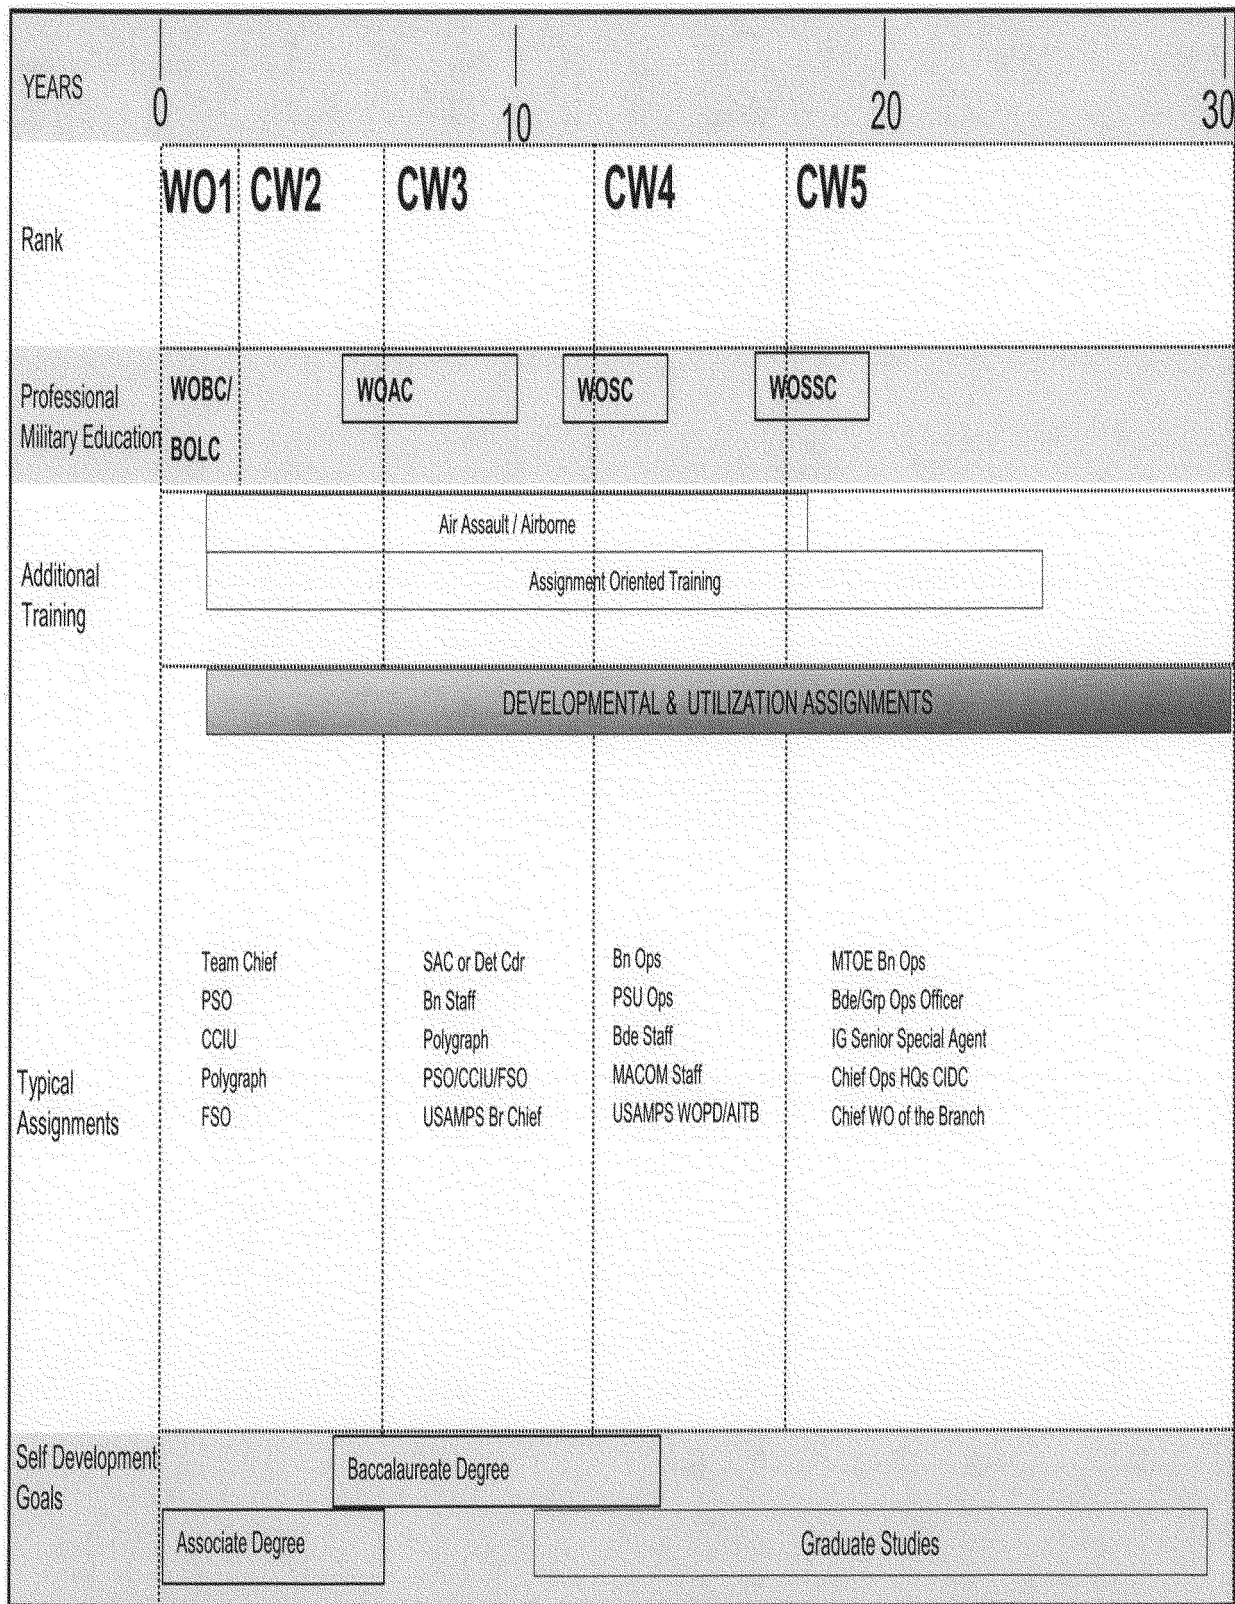 YEARS
0
10
20
30
Rank
WO1
CW2
CW3
CW4
CW5
Professional
Military Education
WOBC/
BOLC
WOAC
WOSC
WOSSC
Additional
Training
Air Assault / Airborne
Assignment Oriented Training
DEVELOPMENTAL & UTILIZATION ASSIGNMENTS
Typical
Assignments
Team Chief
PSO
CCIU
Polygraph
FSO
SAC or Det Cdr
Bn Staff
Polygraph
PSO/CCIU/FSO
USAMPS Br Chief
Bn Ops
PSU Ops
Bde Staff
MACOM Staff
USAMPS WOPD/AITB
MTOE Bn Ops
Bde/Grp Ops Officer
IG Senior Special Agent
Chief Ops HQs CIDC
Chief WO of the Branch
Self Development
Goals
Baccalaureate Degree
Associate Degree
Graduate Studies